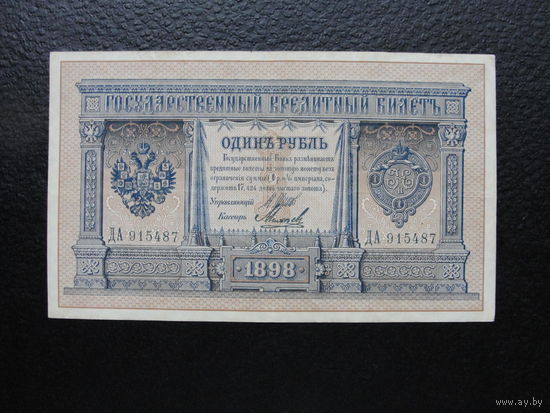 ГОСУДАРСТВЕННЫЙ КРЕДИТНЫЙ БИЛЕТЪ
ОДИНЪ РУБЛЬ
Государственный Банкъ размѣниваетъ
кредитные билеты на золотую монету безъ
ограниченія суммы (1 р. = 1/15 имперіала, со-
держитъ 17,424 долей чистаго золота).
Управляющій
Кассиръ
ДА 915487
ДА 915487
1898
www.ay.by